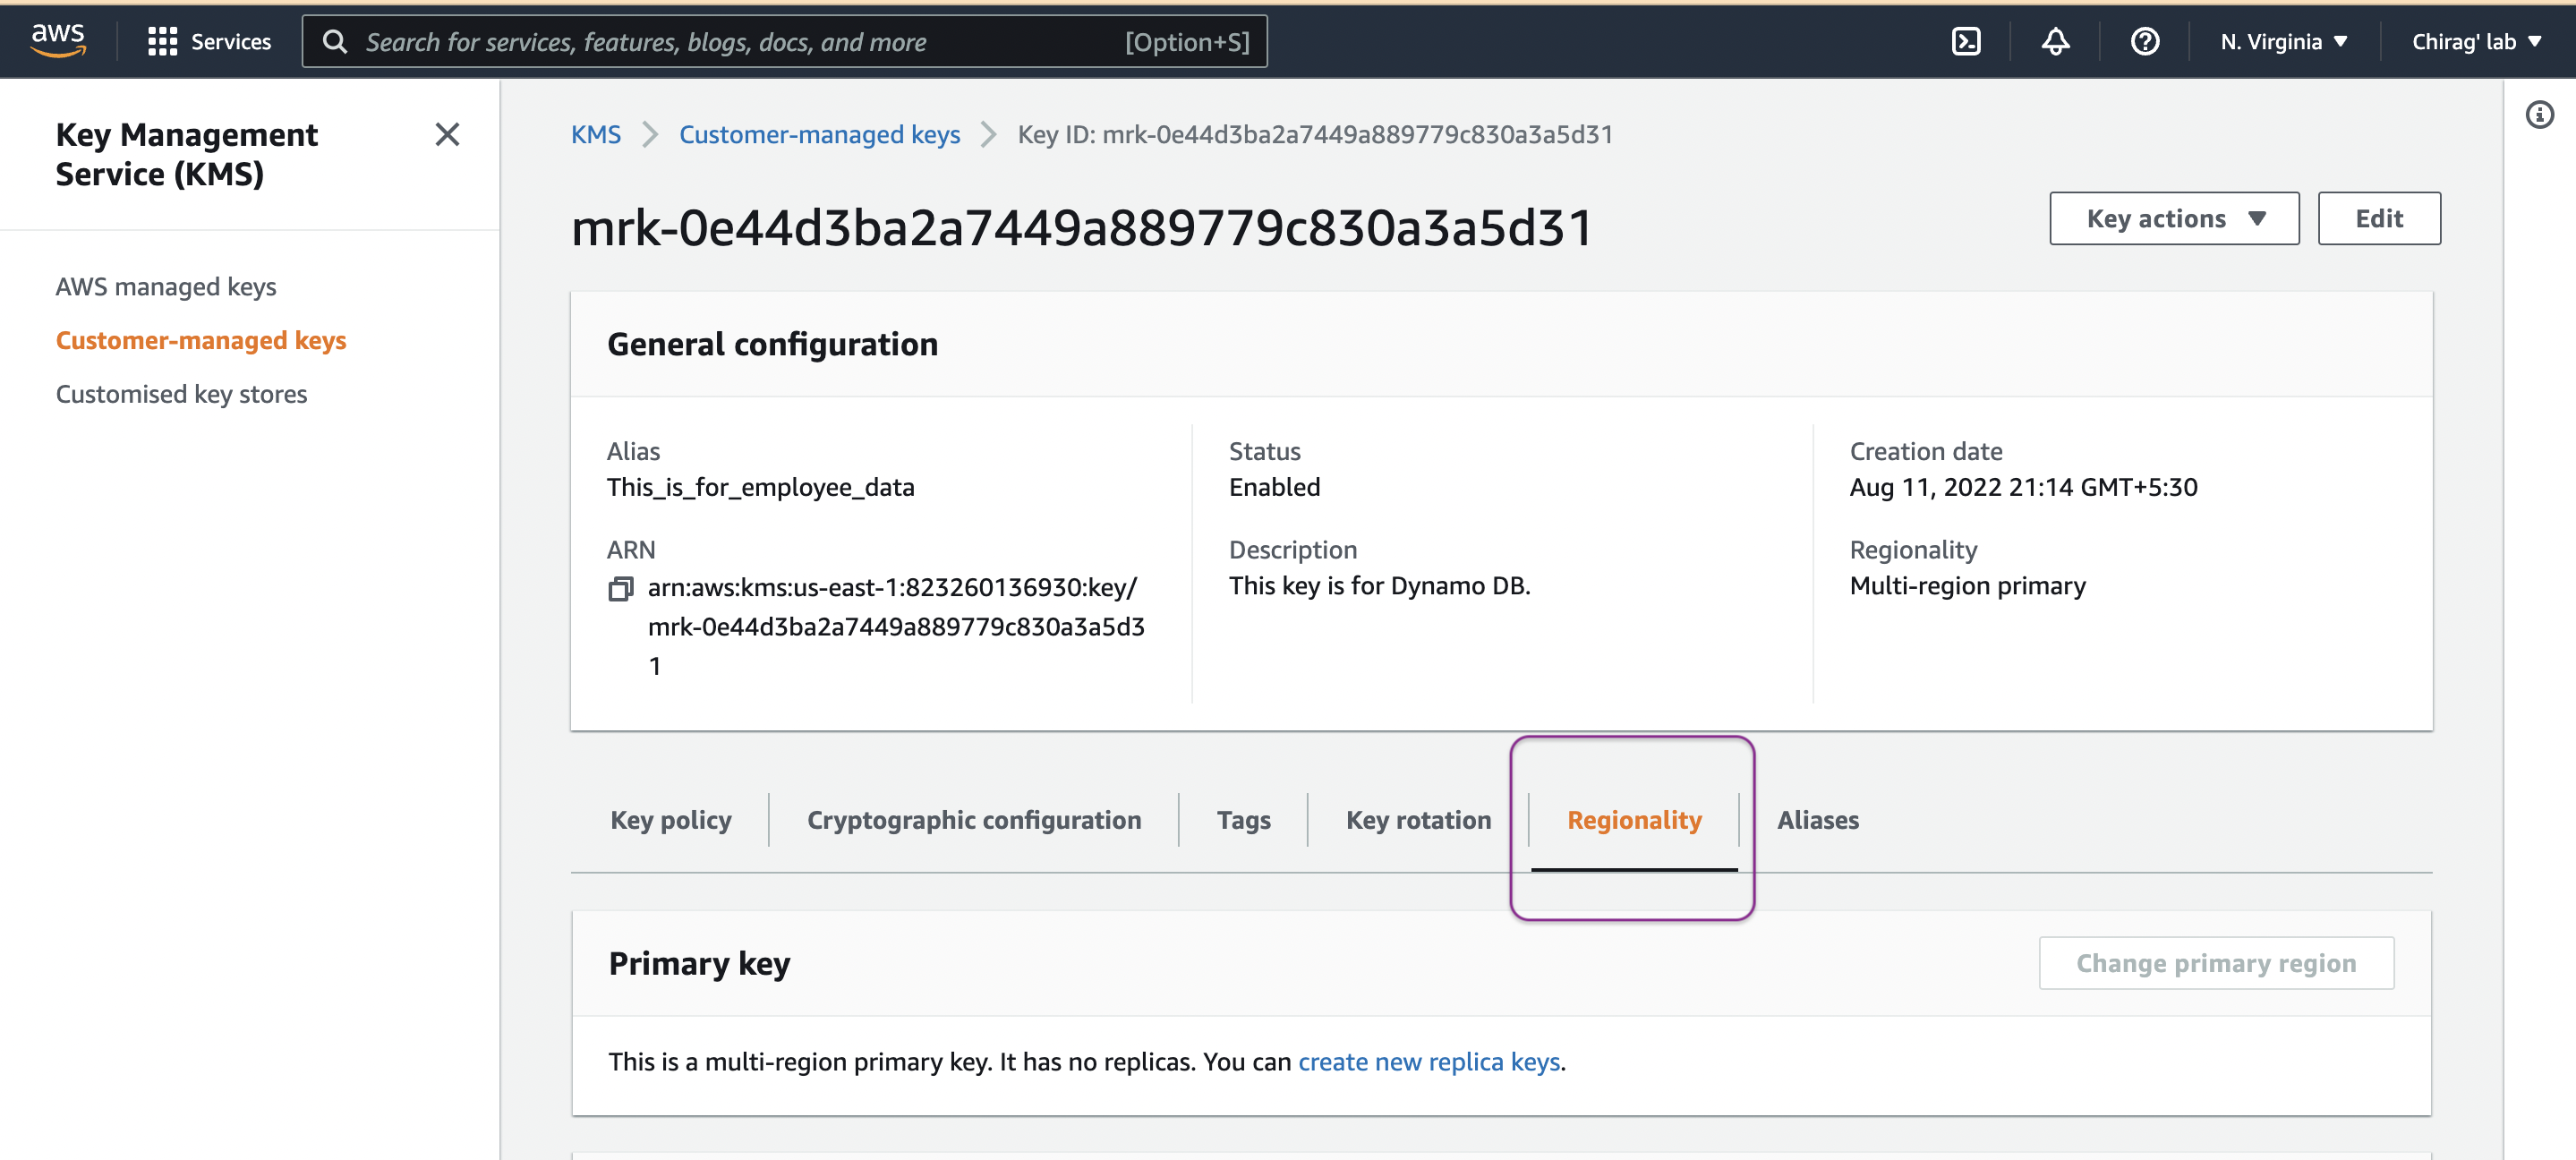 aws
Services
Search for services, features, blogs, docs, and more
[Option+S]
N. Virginia
Chirag' lab
Key Management
Service (KMS)
AWS managed keys
Customer-managed keys
Customised key stores
KMS
Customer-managed keys
Key ID: mrk-0e44d3ba2a7449a889779c830a3a5d31
mrk-0e44d3ba2a7449a889779c830a3a5d31
Key actions
Edit
General configuration
Alias
This_is_for_employee_data
ARN
arn:aws:kms:us-east-1:823260136930:key/
mrk-0e44d3ba2a7449a889779c830a3a5d3
1
Status
Enabled
Description
This key is for Dynamo DB.
Creation date
Aug 11, 2022 21:14 GMT+5:30
Regionality
Multi-region primary
Key policy
Cryptographic configuration
Tags
Key rotation
Regionality
Aliases
Primary key
Change primary region
This is a multi-region primary key. It has no replicas. You can create new replica keys.